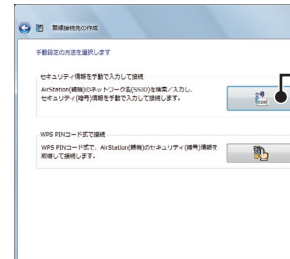 無線接続先の作成
手動設定の方法を選択します
セキュリティ情報を手動で入力して接続
AirStation(親機)のネットワーク名(SSID)を検索／入力し、
セキュリティ(暗号)情報を手動で入力して接続します。
WPS PINコード式で接続
WPS PINコード式で、AirStation(親機)のセキュリティ(暗号)情報を
取得して接続します。